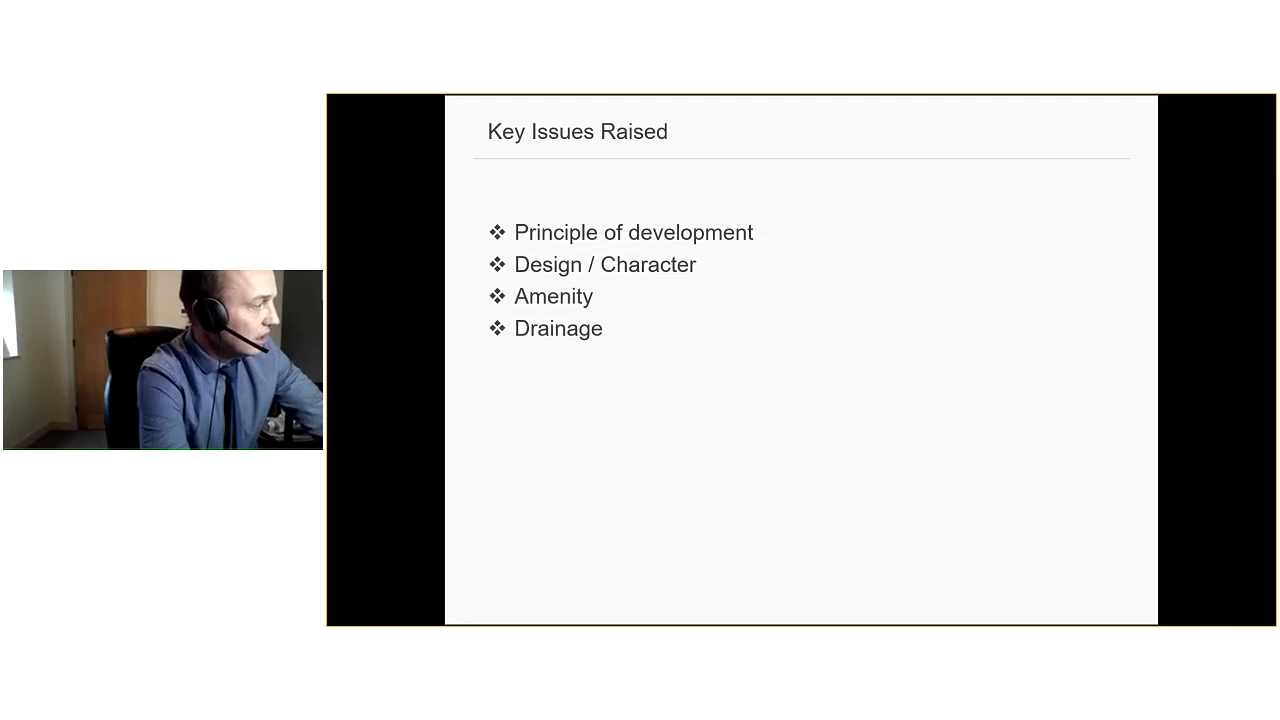 Key Issues Raised
❖ Principle of development
❖ Design / Character
❖ Amenity
❖ Drainage